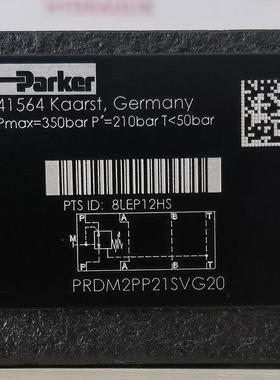 Parker
41564 Kaarst, Germany
Pmax=350bar P'=210bar T<50bar
PTS ID: 8LEP12HS
P A B T
M
P A B T
PRDM2PP21SVG20